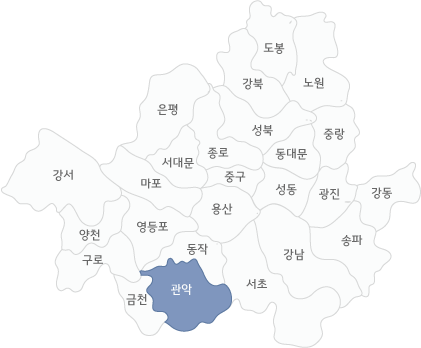 도봉
노원
강북
은평
성북
중랑
종로
동대문
서대문
강서
중구
마포
성동
광진
강동
용산
영등포
양천
송파
동작
강남
구로
서초
관악
금천